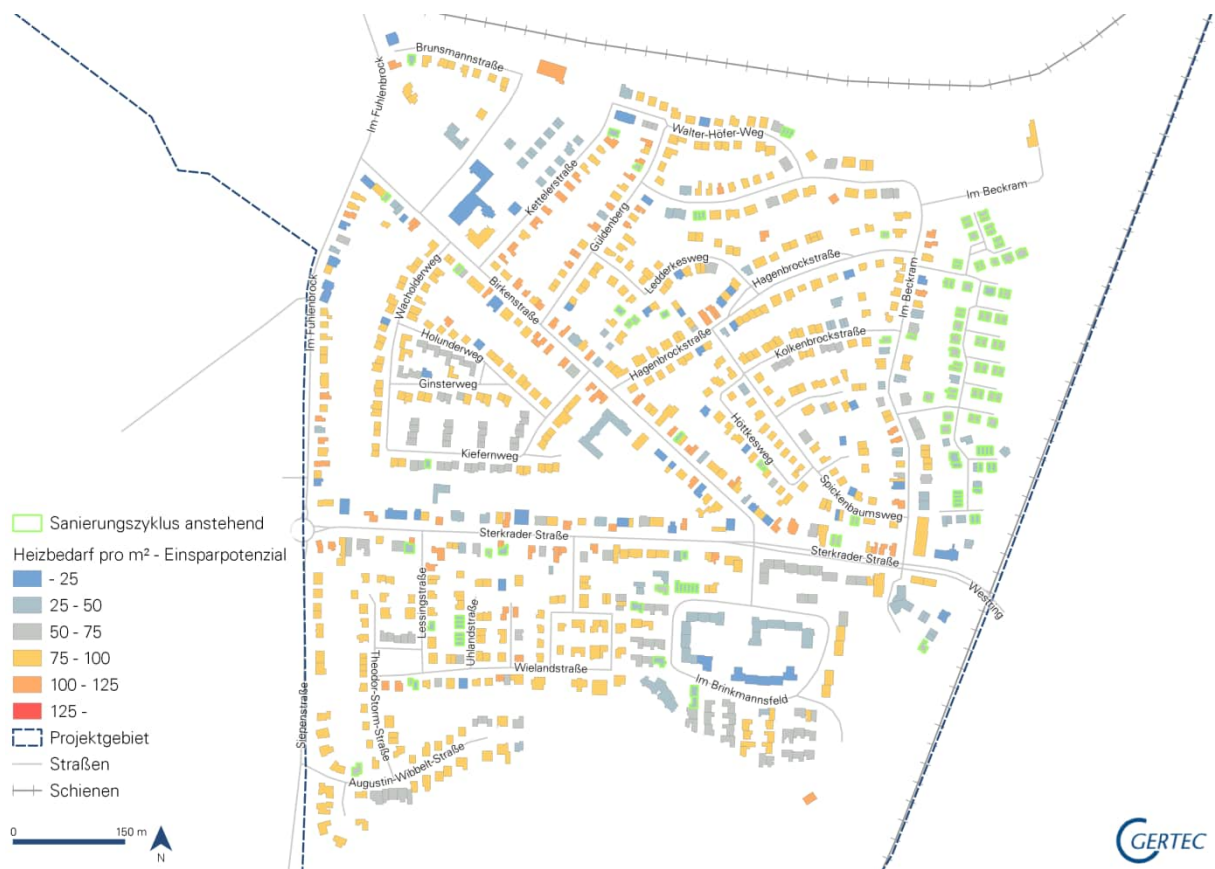 Brunsmannstraße
Im Fuhlenbrock
Walter-Höfer-Weg
Kettelerstraße
Im Beckram
Güldenberg
Ledderkesweg
Hagenbrockstraße
Wacholderweg
Birkenstraße
Im Beckram
Im Fuhlenbrock
Holunderweg
Hagenbrockstraße
Kolkenbrockstraße
Ginsterweg
Höttkesweg
Kiefernweg
Spickenbaumsweg
Sterkrader Straße
Sterkrader Straße
Westring
Lessingstraße
Uhlandstraße
Wielandstraße
Theodor-Storm-Straße
Im Brinkmannsfeld
Siepenstraße
Augustin-Wibbelt-Straße
Sanierungszyklus anstehend
Heizbedarf pro m² - Einsparpotenzial
- 25
25 - 50
50 - 75
75 - 100
100 - 125
125 -
Projektgebiet
Straßen
Schienen
0 150 m
N
GERTEC